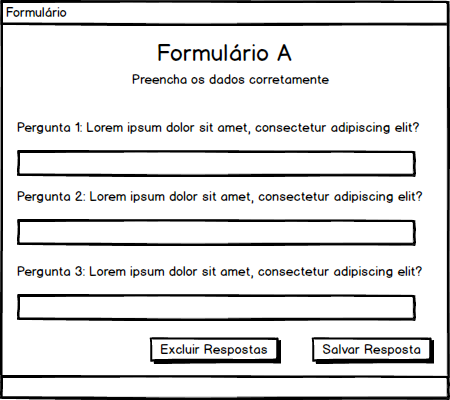 Formulário
Formulário A
Preencha os dados corretamente
Pergunta 1: Lorem ipsum dolor sit amet, consectetur adipiscing elit?
Pergunta 2: Lorem ipsum dolor sit amet, consectetur adipiscing elit?
Pergunta 3: Lorem ipsum dolor sit amet, consectetur adipiscing elit?
Excluir Respostas
Salvar Resposta